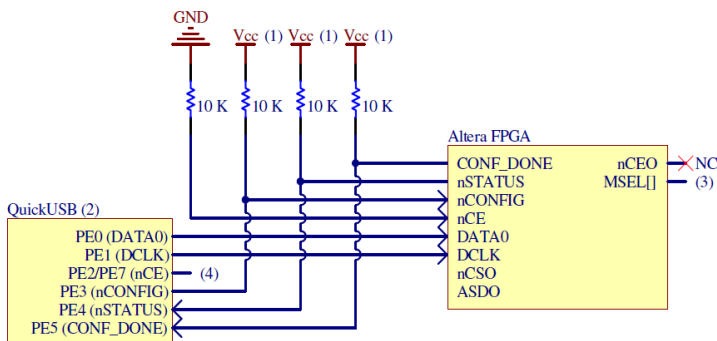 GND
Vcc (1) Vcc (1) Vcc (1)
10 K 10 K 10 K 10 K
Altera FPGA
CONF_DONE nCEO NC
nSTATUS MSEL[] (3)
nCONFIG
nCE
DATA0
DCLK
nCSO
ASDO
QuickUSB (2)
PE0 (DATA0)
PE1 (DCLK)
PE2/PE7 (nCE) (4)
PE3 (nCONFIG)
PE4 (nSTATUS)
PE5 (CONF_DONE)